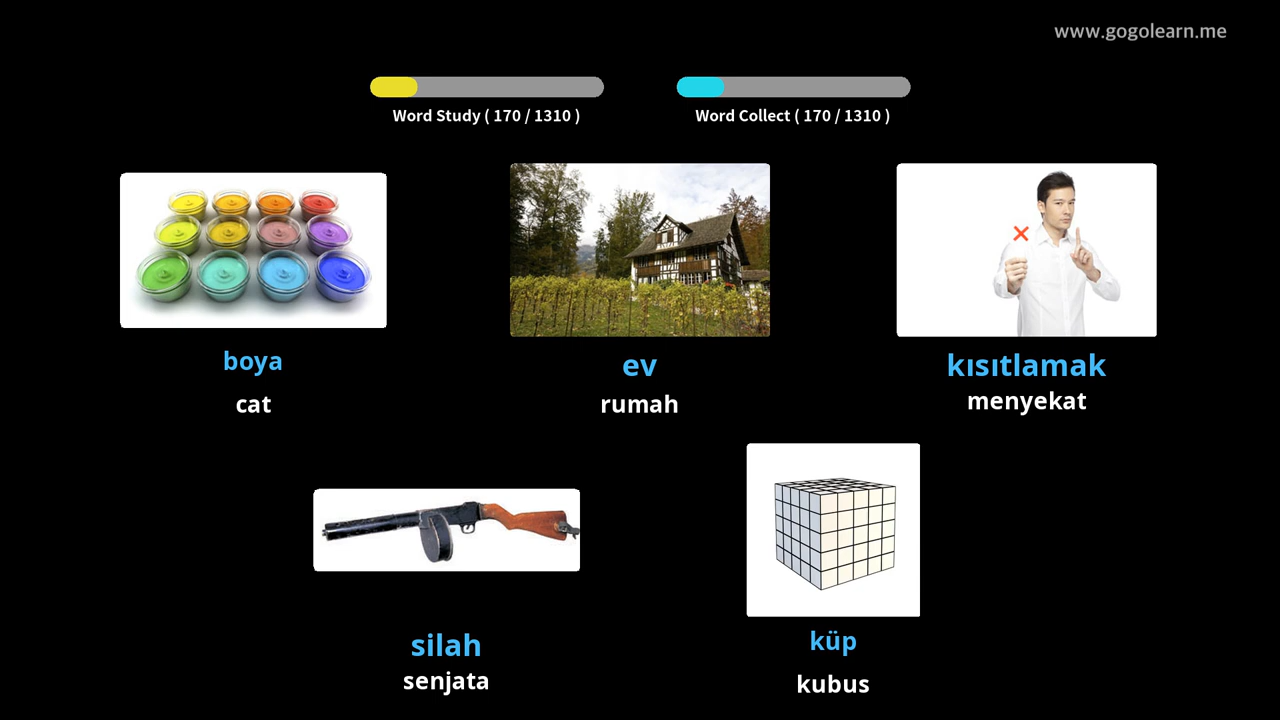 www.gogolearn.me
Word Study ( 170 / 1310 )
Word Collect ( 170 / 1310 )
boya
cat
ev
rumah
kısıtlamak
menyekat
silah
senjata
küp
kubus